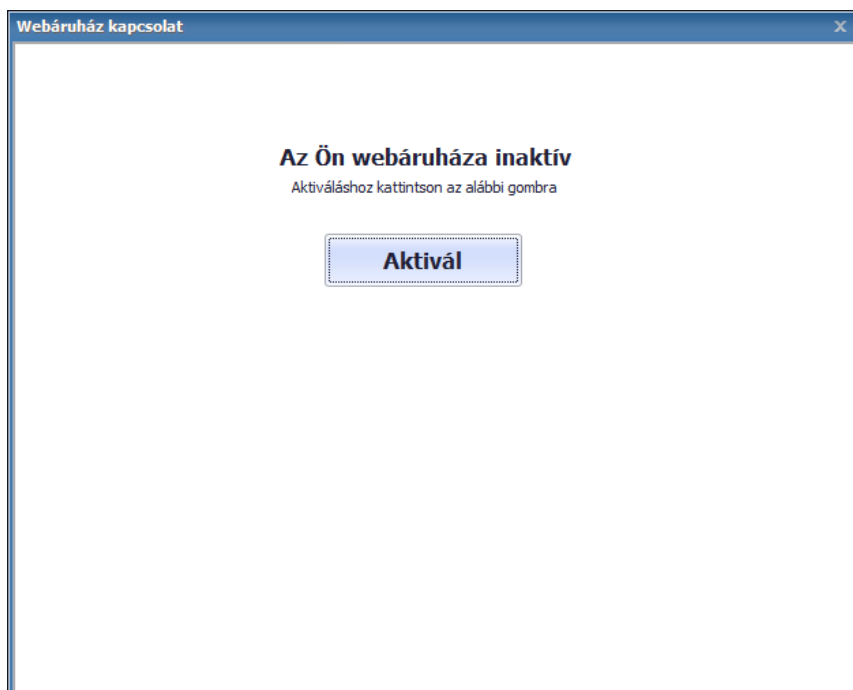 Webáruház kapcsolat
Az Ön webáruháza inaktív
Aktiváláshoz kattintson az alábbi gombra
Aktivál